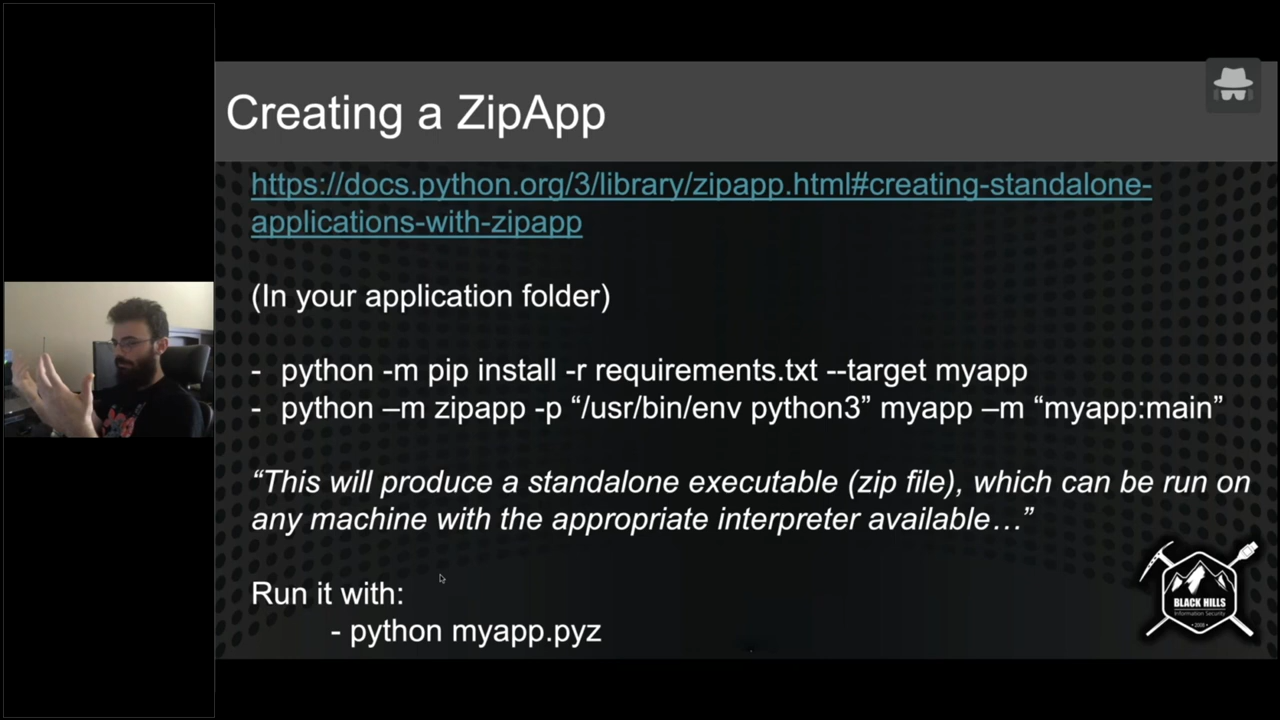 Creating a ZipApp
https://docs.python.org/3/library/zipapp.html#creating-standalone-
applications-with-zipapp
(In your application folder)
- python -m pip install -r requirements.txt --target myapp
- python –m zipapp -p “/usr/bin/env python3” myapp –m “myapp:main”
“This will produce a standalone executable (zip file), which can be run on
any machine with the appropriate interpreter available…”
Run it with:
- python myapp.pyz
BLACK HILLS
Information Security
• 2008 •